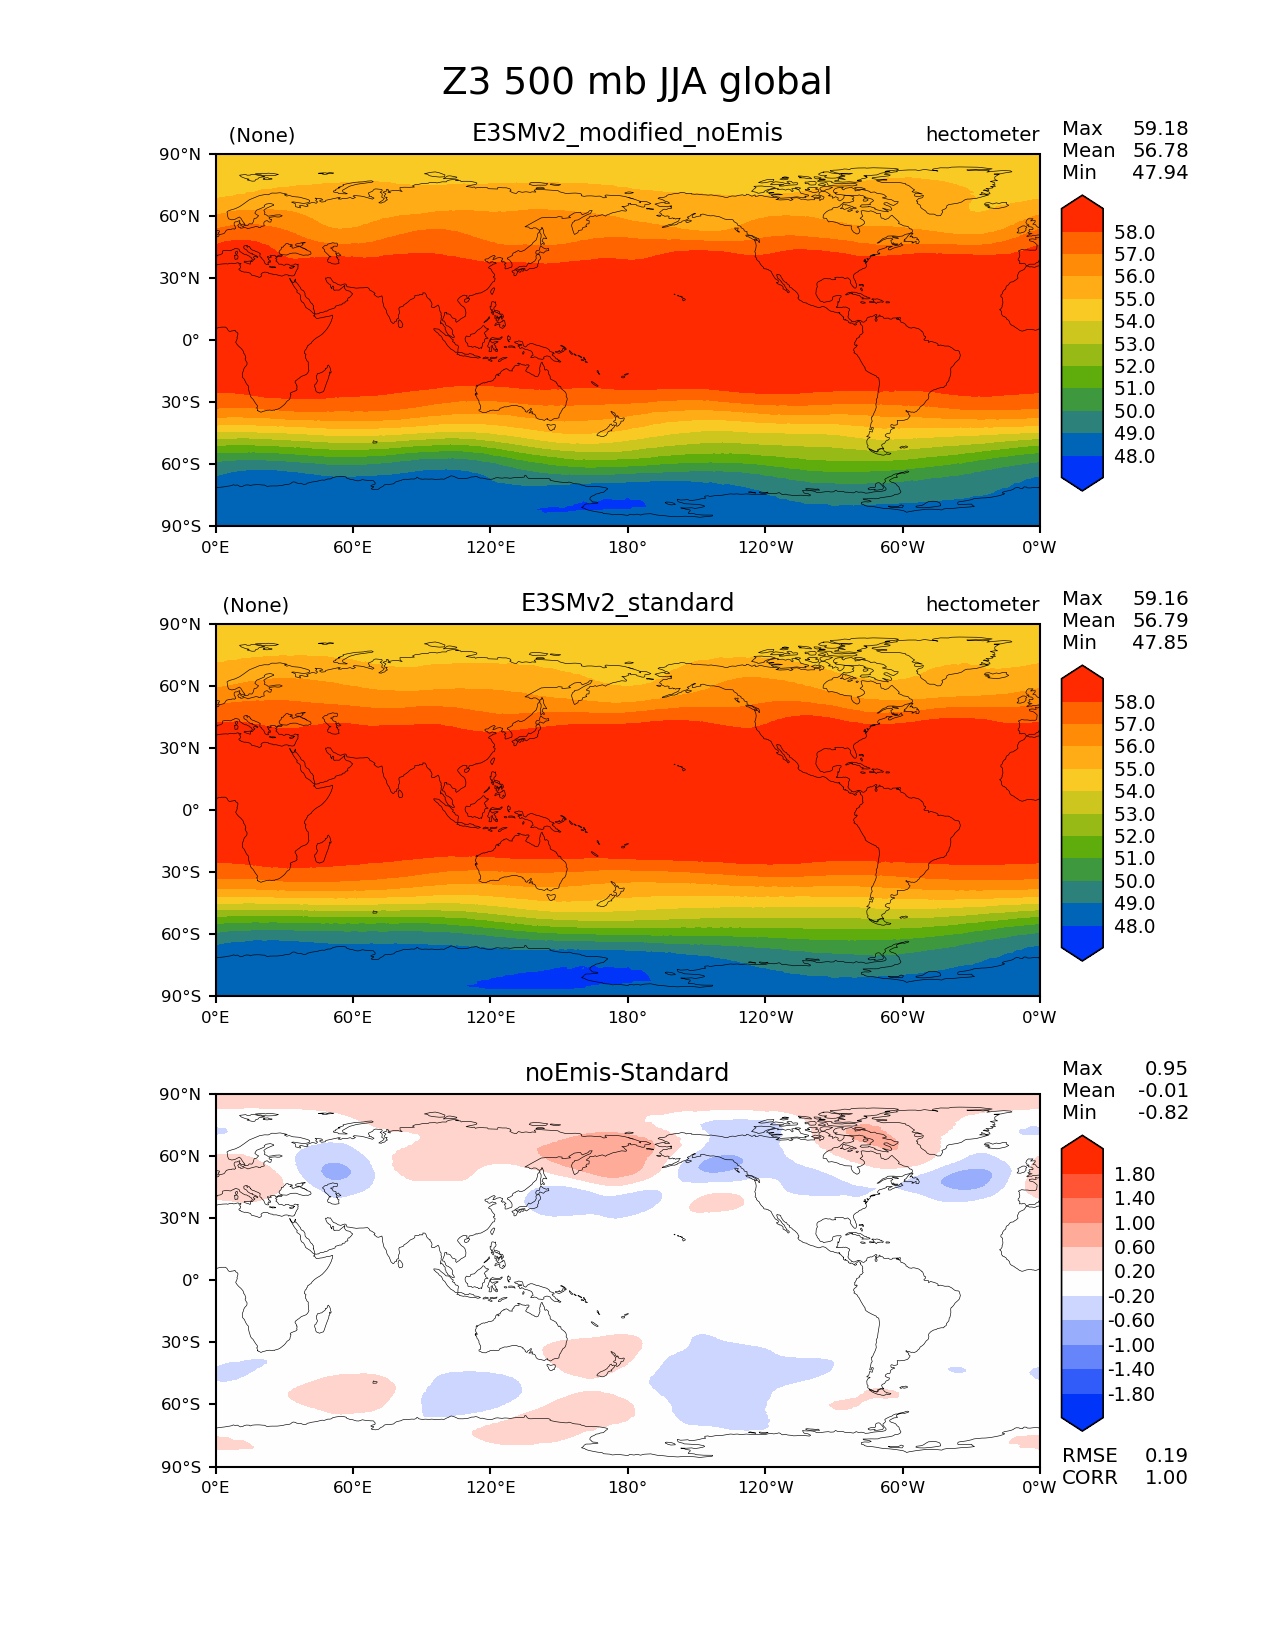 Z3 500 mb JJA global
(None) E3SMv2_modified_noEmis hectometer
Max 59.18
Mean 56.78
Min 47.94
90°N
60°N
30°N
0°
30°S
60°S
90°S
0°E 60°E 120°E 180° 120°W 60°W 0°W
58.0
57.0
56.0
55.0
54.0
53.0
52.0
51.0
50.0
49.0
48.0
(None) E3SMv2_standard hectometer
Max 59.16
Mean 56.79
Min 47.85
90°N
60°N
30°N
0°
30°S
60°S
90°S
0°E 60°E 120°E 180° 120°W 60°W 0°W
58.0
57.0
56.0
55.0
54.0
53.0
52.0
51.0
50.0
49.0
48.0
noEmis-Standard
Max 0.95
Mean -0.01
Min -0.82
90°N
60°N
30°N
0°
30°S
60°S
90°S
0°E 60°E 120°E 180° 120°W 60°W 0°W
1.80
1.40
1.00
0.60
0.20
-0.20
-0.60
-1.00
-1.40
-1.80
RMSE 0.19
CORR 1.00